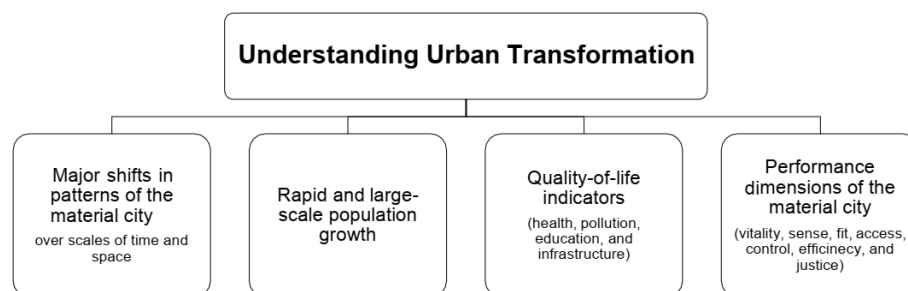 Understanding Urban Transformation
Major shifts in
patterns of the
material city
over scales of time and
space
Rapid and large-
scale population
growth
Quality-of-life
indicators
(health, pollution,
education, and
infrastructure)
Performance
dimensions of the
material city
(vitality, sense, fit, access,
control, efficinecy, and
justice)